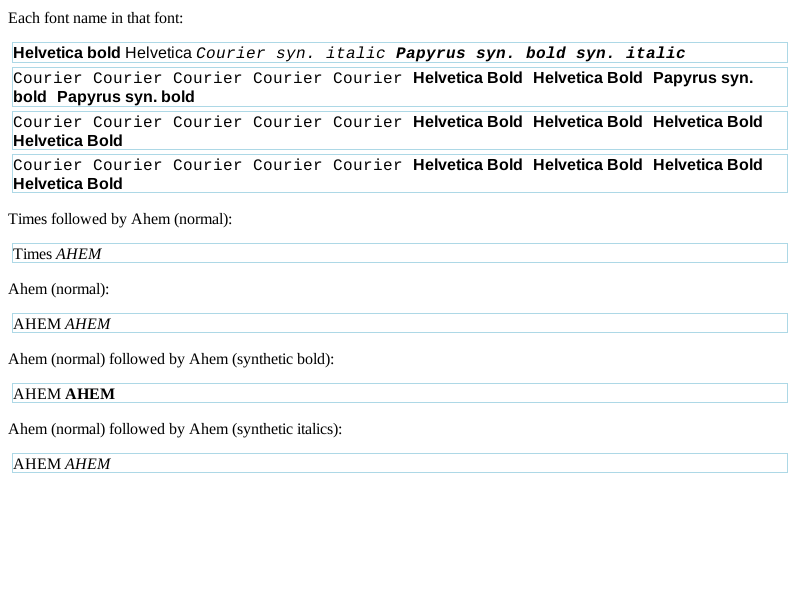 Each font name in that font:
Helvetica bold Helvetica Courier syn. italic Papyrus syn. bold syn. italic
Courier Courier Courier Courier Courier Helvetica Bold Helvetica Bold Papyrus syn.
bold Papyrus syn. bold
Courier Courier Courier Courier Courier Helvetica Bold Helvetica Bold Helvetica Bold
Helvetica Bold
Courier Courier Courier Courier Courier Helvetica Bold Helvetica Bold Helvetica Bold
Helvetica Bold
Times followed by Ahem (normal):
Times AHEM
Ahem (normal):
AHEM AHEM
Ahem (normal) followed by Ahem (synthetic bold):
AHEM AHEM
Ahem (normal) followed by Ahem (synthetic italics):
AHEM AHEM